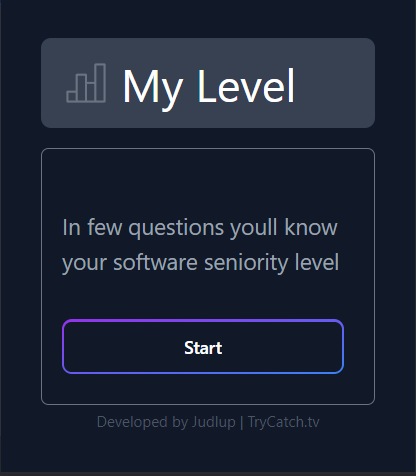 My Level
In few questions youll know
your software seniority level
Start
Developed by Judlup | TryCatch.tv